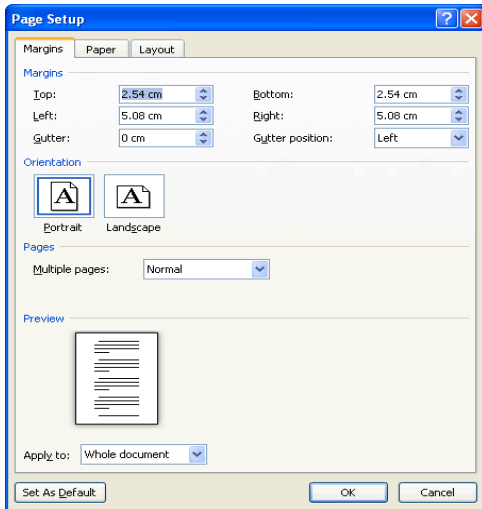 Page Setup
Margins Paper Layout
Margins
Top: 2.54 cm Bottom: 2.54 cm
Left: 5.08 cm Right: 5.08 cm
Gutter: 0 cm Gutter position: Left
Orientation
A A
Portrait Landscape
Pages
Multiple pages: Normal
Preview
Apply to: Whole document
Set As Default OK Cancel